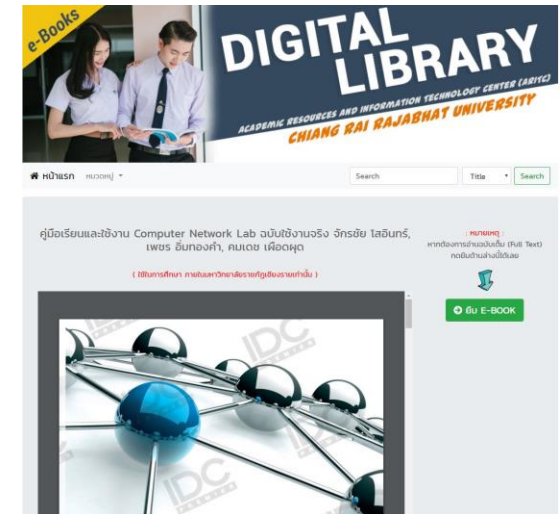 e-Books
DIGITAL
LIBRARY
ACADEMIC RESOURCES AND INFORMATION TECHNOLOGY CENTER (ARITC)
CHIANG RAI RAJABHAT UNIVERSITY
หน้าแรก หมวดหมู่
Search Title Search
คู่มือเรียนและใช้งาน Computer Network Lab ฉบับใช้งานจริง จักรชัย โสอินทร์,
เพชร อิ่มทองคำ, คมเดช เผือดผุด
( ใช้ในการศึกษา ภายในมหาวิทยาลัยราชภัฏเชียงรายเท่านั้น )
: หมายเหตุ :
หากต้องการอ่านฉบับเต็ม (Full Text)
กดยืมด้านล่างนี้ได้เลย
ยืม E-BOOK
IDC
PREMIER
IDC
PREMIER
IDC
PREMIER